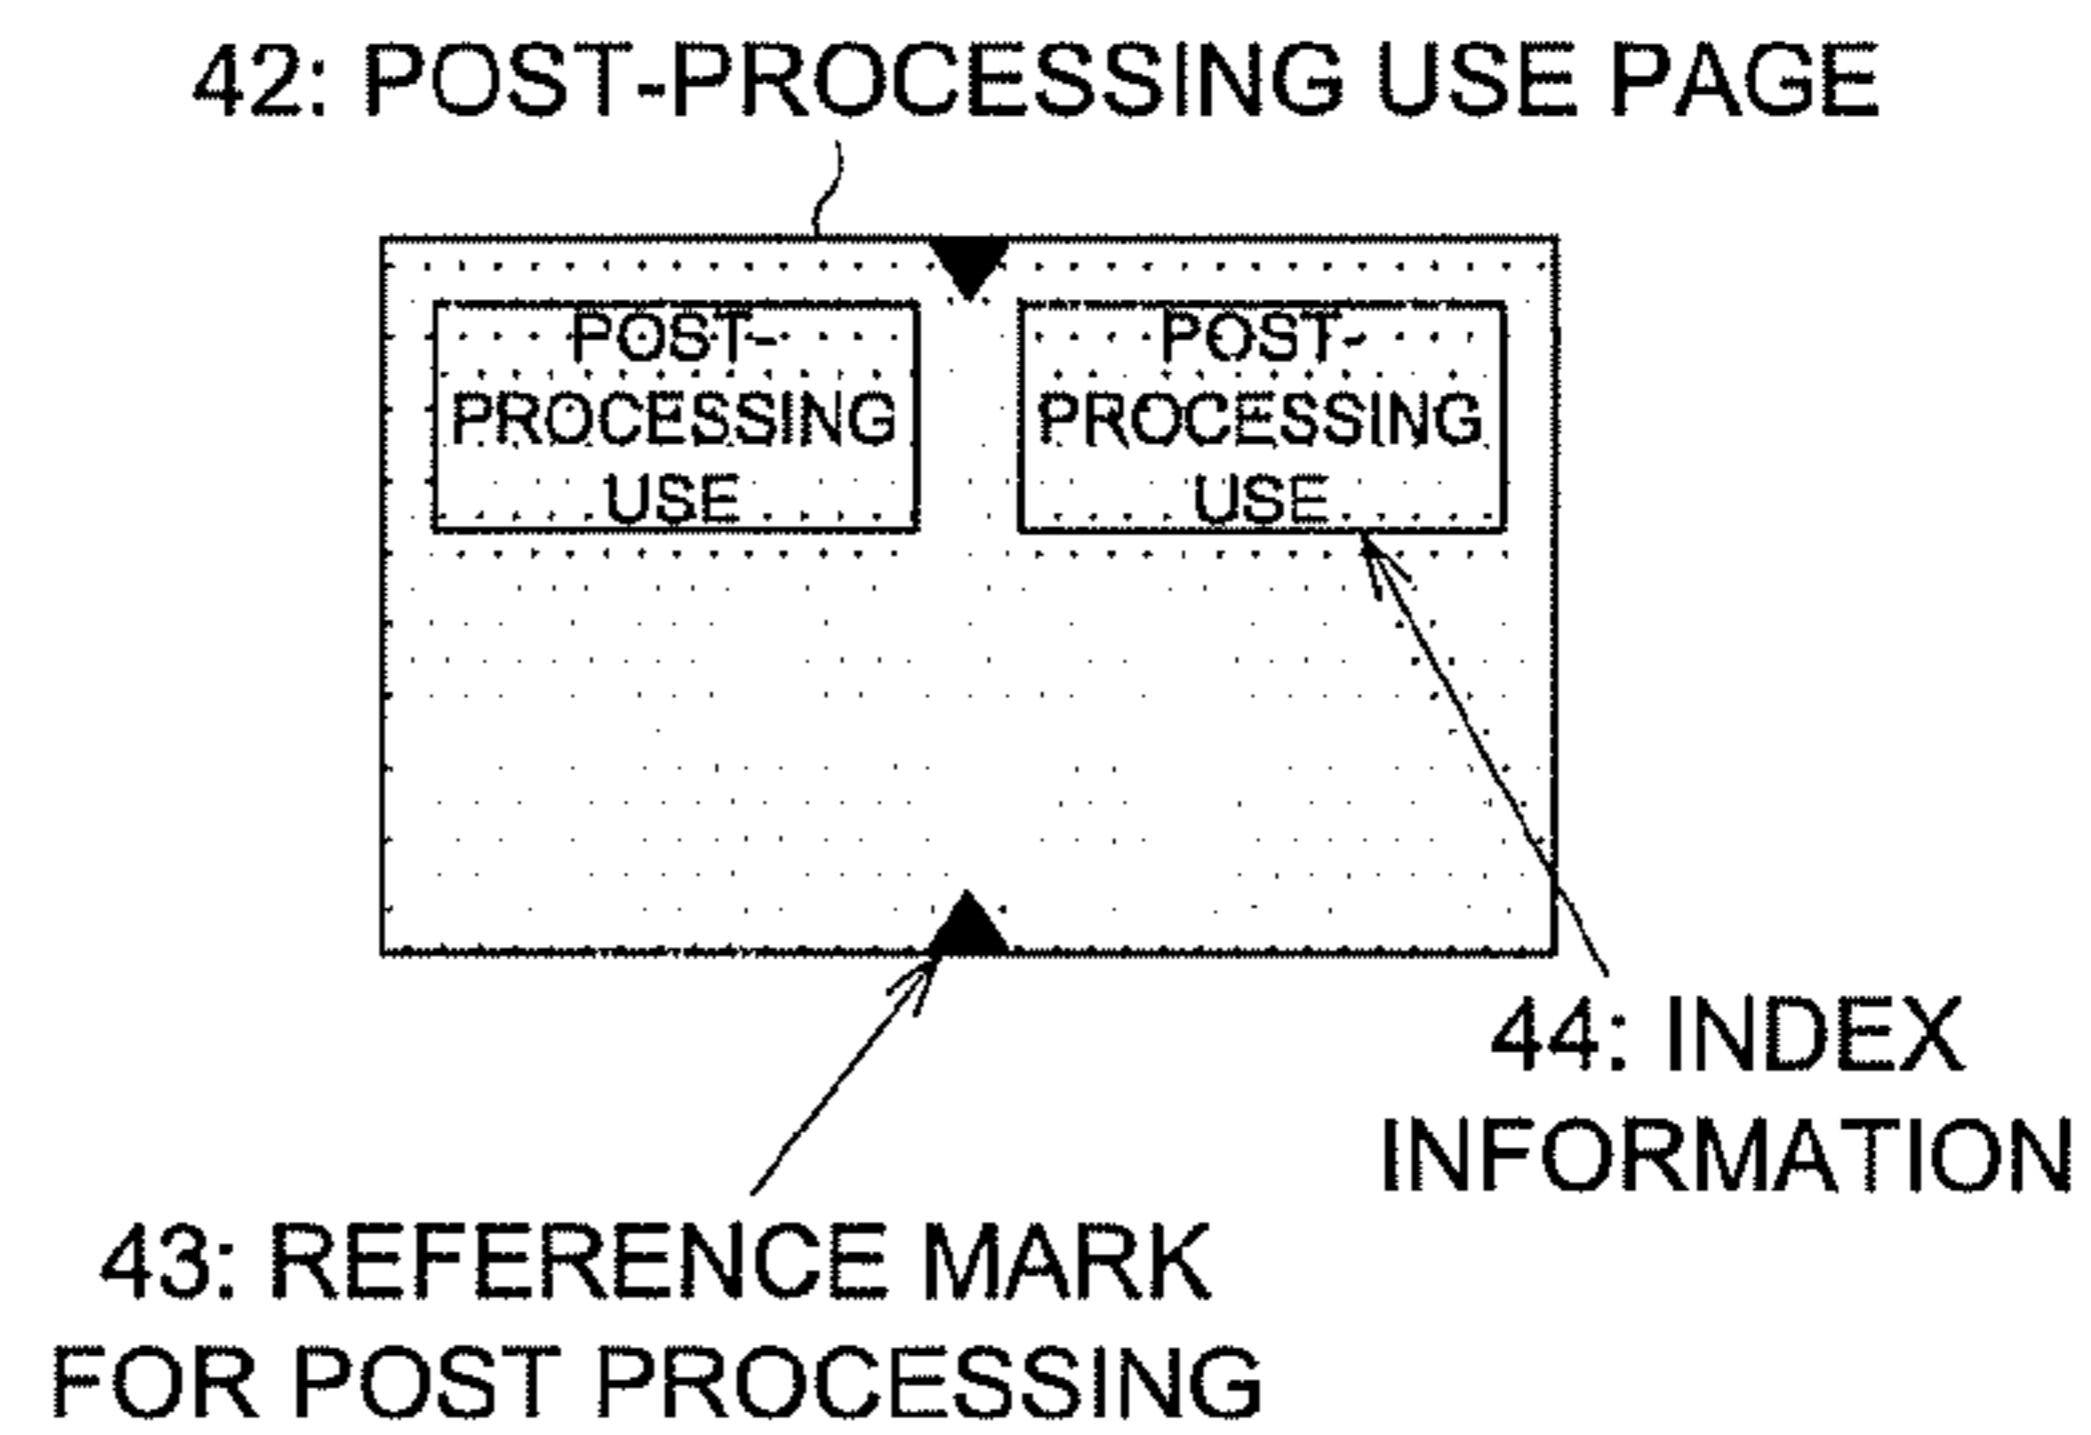 42: POST-PROCESSING USE PAGE
POST-
PROCESSING
USE
POST-
PROCESSING
USE
44: INDEX
INFORMATION
43: REFERENCE MARK
FOR POST PROCESSING